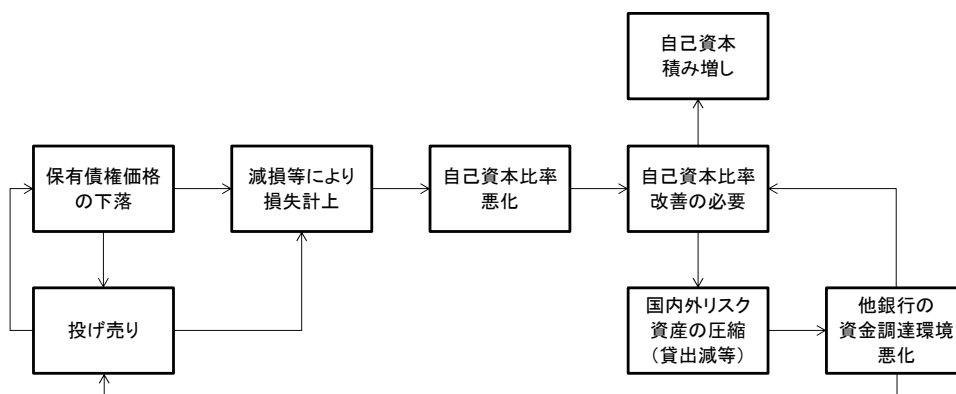 自己資本
積み増し
保有債権価格
の下落
減損等により
損失計上
自己資本比率
悪化
自己資本比率
改善の必要
投げ売り
国内外リスク
資産の圧縮
（貸出減等）
他銀行の
資金調達環境
悪化